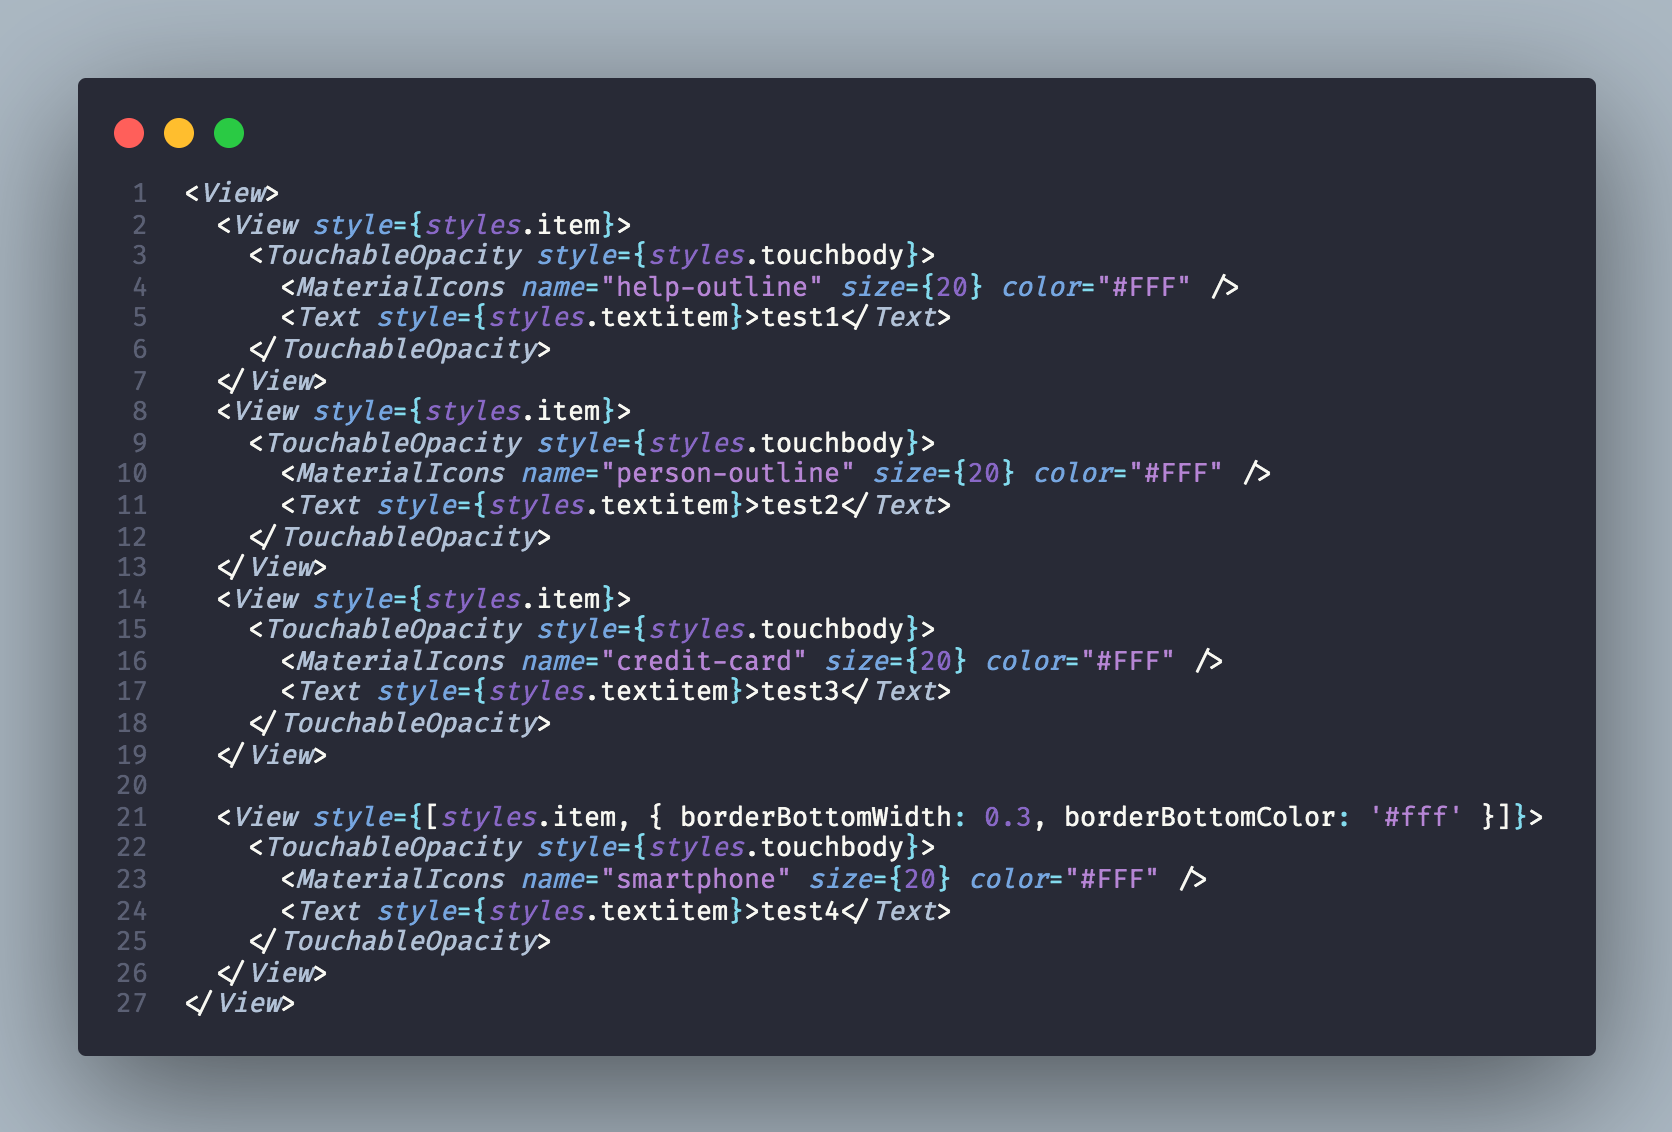 1 <View>
2   <View style={styles.item}>
3     <TouchableOpacity style={styles.touchbody}>
4       <MaterialIcons name="help-outline" size={20} color="#FFF" />
5       <Text style={styles.textitem}>test1</Text>
6     </TouchableOpacity>
7   </View>
8   <View style={styles.item}>
9     <TouchableOpacity style={styles.touchbody}>
10       <MaterialIcons name="person-outline" size={20} color="#FFF" />
11       <Text style={styles.textitem}>test2</Text>
12     </TouchableOpacity>
13   </View>
14   <View style={styles.item}>
15     <TouchableOpacity style={styles.touchbody}>
16       <MaterialIcons name="credit-card" size={20} color="#FFF" />
17       <Text style={styles.textitem}>test3</Text>
18     </TouchableOpacity>
19   </View>
20
21   <View style={[styles.item, { borderBottomWidth: 0.3, borderBottomColor: '#fff' }]}>
22     <TouchableOpacity style={styles.touchbody}>
23       <MaterialIcons name="smartphone" size={20} color="#FFF" />
24       <Text style={styles.textitem}>test4</Text>
25     </TouchableOpacity>
26   </View>
27 </View>